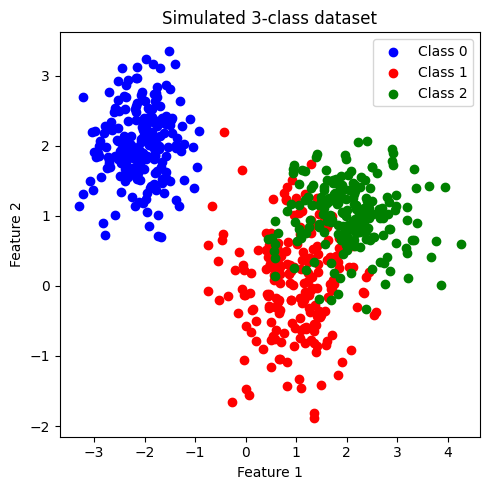 Simulated 3-class dataset
Class 0
Class 1
Class 2
3
2
1
0
−1
−2
Feature 2
−3 −2 −1 0 1 2 3 4
Feature 1